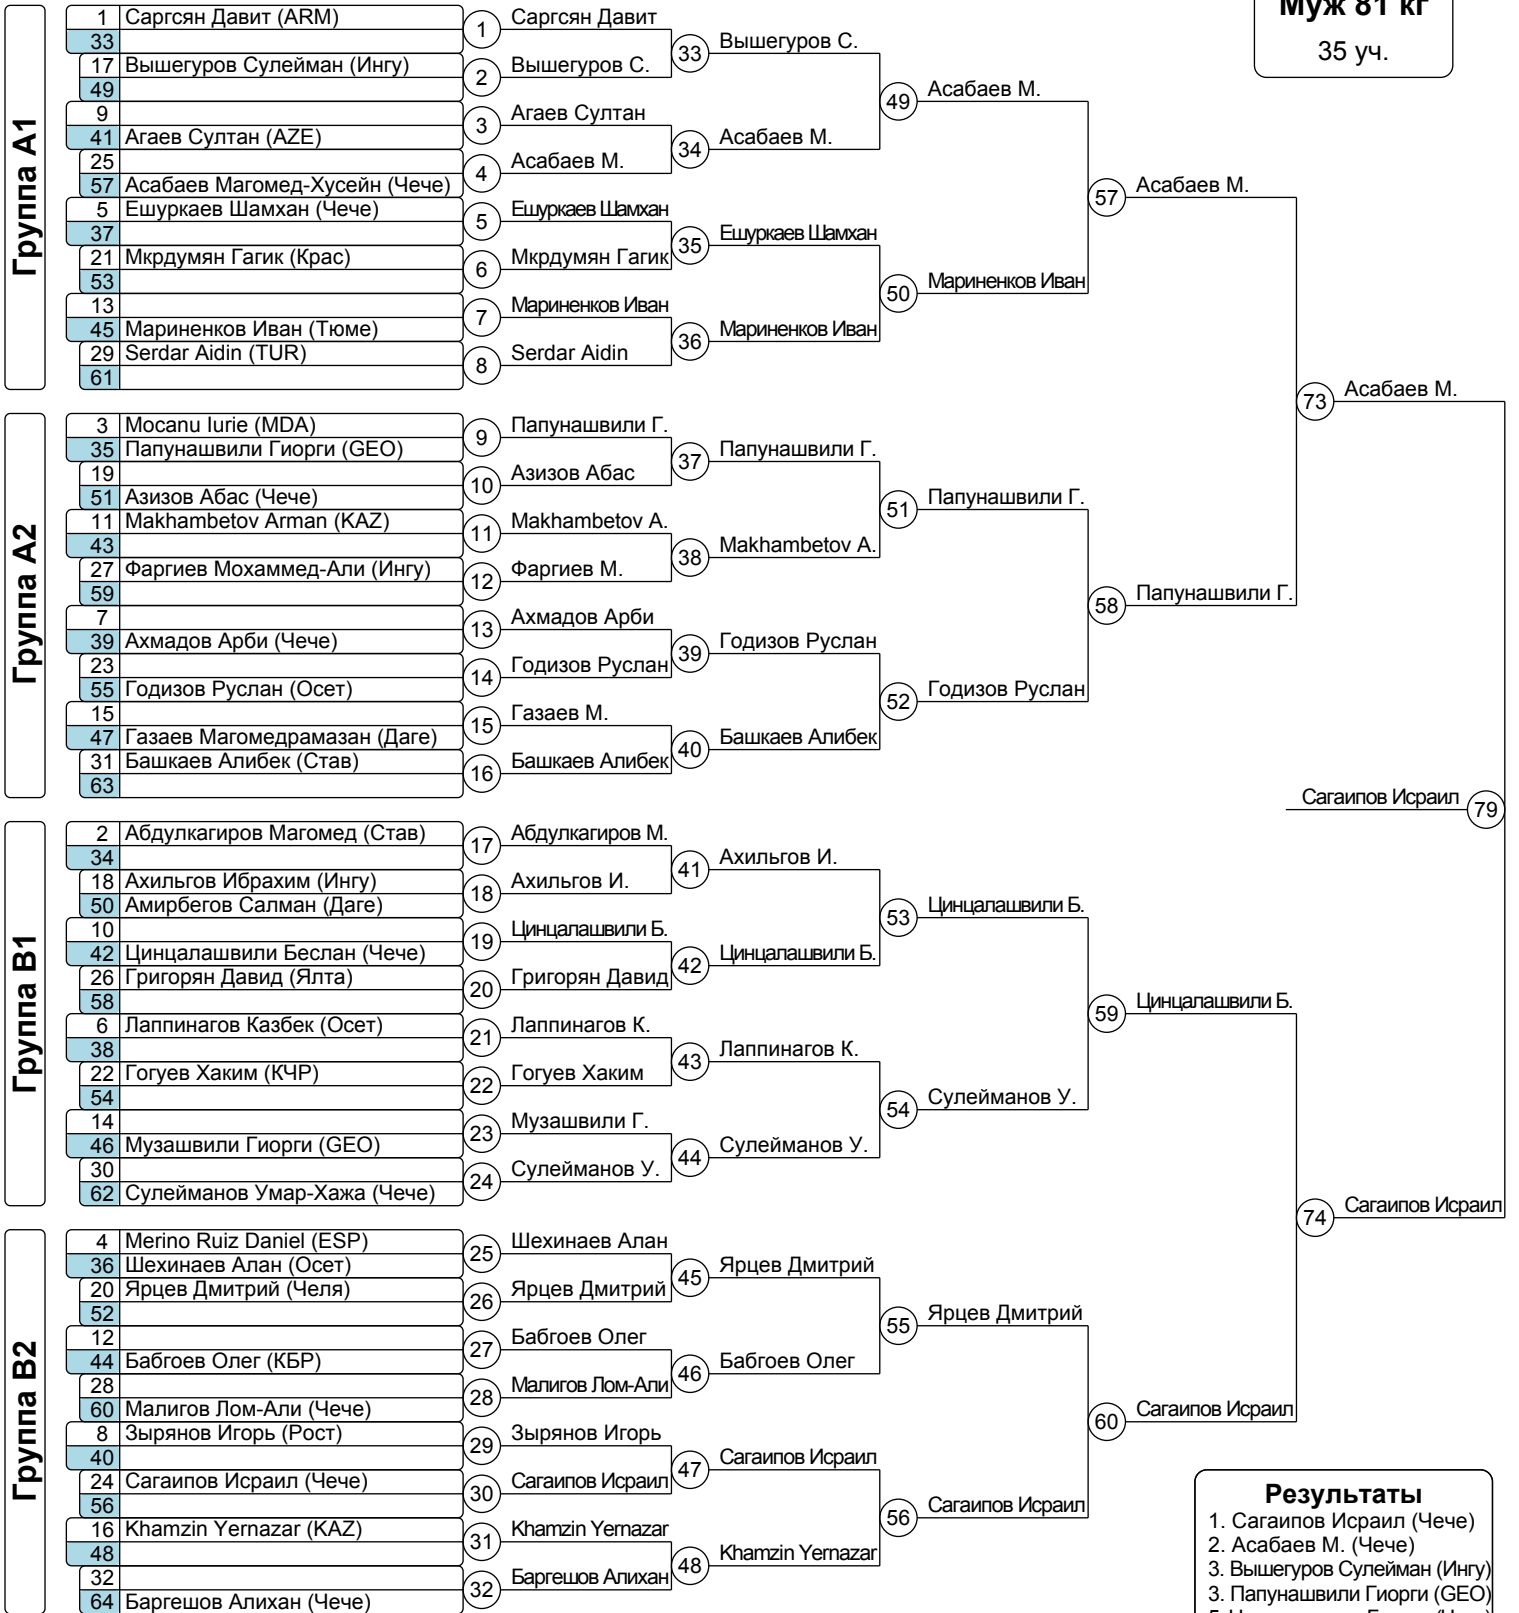 Муж 81 кг
35 уч.
Группа A1
1 Саргсян Давит (ARM)
33
17 Вышегуров Сулейман (Ингу)
49
9
41 Агаев Султан (AZE)
25
57 Асабаев Магомед-Хусейн (Чече)
5 Ешуркаев Шамхан (Чече)
37
21 Мкрдумян Гагик (Крас)
53
13
45 Мариненков Иван (Тюме)
29 Serdar Aidin (TUR)
61
1 Саргсян Давит
2 Вышегуров С.
3 Агаев Султан
4 Асабаев М.
5 Ешуркаев Шамхан
6 Мкрдумян Гагик
7 Мариненков Иван
8 Serdar Aidin
33 Вышегуров С.
34 Асабаев М.
35 Ешуркаев Шамхан
36 Мариненков Иван
49 Асабаев М.
50 Мариненков Иван
57 Асабаев М.
Группа A2
3 Mocanu Iurie (MDA)
35 Папунашвили Гиорги (GEO)
19
51 Азизов Абас (Чече)
11 Makhambetov Arman (KAZ)
43
27 Фаргиев Мохаммед-Али (Ингу)
59
7
39 Ахмадов Арби (Чече)
23
55 Годизов Руслан (Осет)
15
47 Газаев Магомедрамазан (Даге)
31 Башкаев Алибек (Став)
63
9 Папунашвили Г.
10 Азизов Абас
11 Makhambetov A.
12 Фаргиев М.
13 Ахмадов Арби
14 Годизов Руслан
15 Газаев М.
16 Башкаев Алибек
37 Папунашвили Г.
38 Makhambetov A.
39 Годизов Руслан
40 Башкаев Алибек
51 Папунашвили Г.
52 Годизов Руслан
58 Папунашвили Г.
73 Асабаев М.
Сагаипов Исраил 79
Группа B1
2 Абдулкагиров Магомед (Став)
34
18 Ахильгов Ибрахим (Ингу)
50 Амирбегов Салман (Даге)
10
42 Цинцалашвили Беслан (Чече)
26 Григорян Давид (Ялта)
58
6 Лаппинагов Казбек (Осет)
38
22 Гогуев Хаким (КЧР)
54
14
46 Музашвили Гиорги (GEO)
30
62 Сулейманов Умар-Хажа (Чече)
17 Абдулкагиров М.
18 Ахильгов И.
19 Цинцалашвили Б.
20 Григорян Давид
21 Лаппинагов К.
22 Гогуев Хаким
23 Музашвили Г.
24 Сулейманов У.
41 Ахильгов И.
42 Цинцалашвили Б.
43 Лаппинагов К.
44 Сулейманов У.
53 Цинцалашвили Б.
54 Сулейманов У.
59 Цинцалашвили Б.
74 Сагаипов Исраил
Группа B2
4 Merino Ruiz Daniel (ESP)
36 Шехинаев Алан (Осет)
20 Ярцев Дмитрий (Челя)
52
12
44 Бабгоев Олег (КБР)
28
60 Малигов Лом-Али (Чече)
8 Зырянов Игорь (Рост)
40
24 Сагаипов Исраил (Чече)
56
16 Khamzin Yernazar (KAZ)
48
32
64 Баргешов Алихан (Чече)
25 Шехинаев Алан
26 Ярцев Дмитрий
27 Бабгоев Олег
28 Малигов Лом-Али
29 Зырянов Игорь
30 Сагаипов Исраил
31 Khamzin Yernazar
32 Баргешов Алихан
45 Ярцев Дмитрий
46 Бабгоев Олег
47 Сагаипов Исраил
48 Khamzin Yernazar
55 Ярцев Дмитрий
56 Сагаипов Исраил
60 Сагаипов Исраил
Результаты
1. Сагаипов Исраил (Чече)
2. Асабаев М. (Чече)
3. Вышегуров Сулейман (Ингу)
3. Папунашвили Гиорги (GEO)